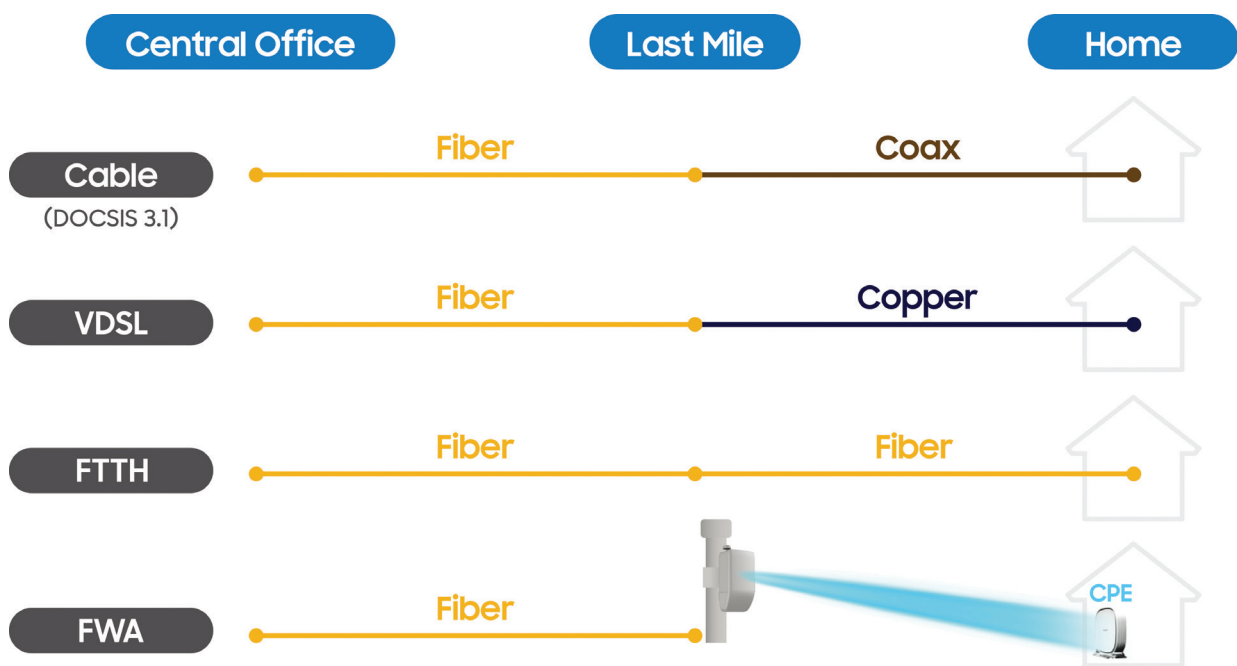 Central Office
Last Mile
Home
Cable
(DOCSIS 3.1)
Fiber
Coax
VDSL
Fiber
Copper
FTTH
Fiber
Fiber
FWA
Fiber
CPE